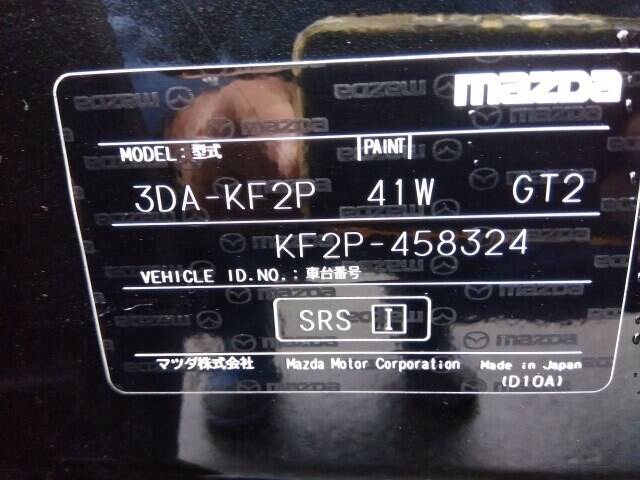 mazda
MODEL:型式 PAINT
3DA-KF2P 41W GT2
KF2P-458324
VEHICLE ID.NO.:車台番号
SRS I
マツダ株式会社 Mazda Motor Corporation Made in Japan
(D10A)